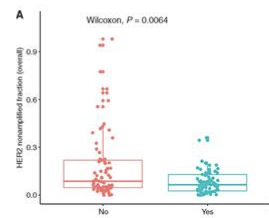 A
Wilcoxon, P = 0.0064
HER2 nonamplified fraction (overall)
0.9
0.6
0.3
0.0
No
Yes